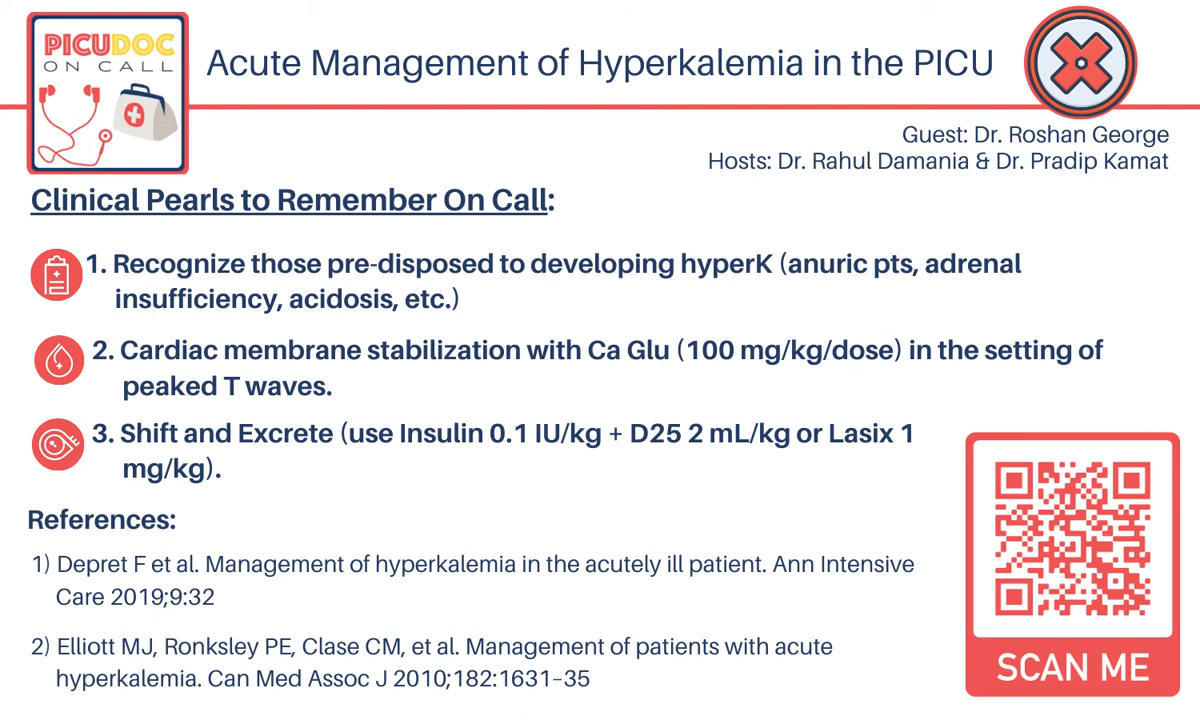 PICUDOC
ON CALL
Acute Management of Hyperkalemia in the PICU
Guest: Dr. Roshan George
Hosts: Dr. Rahul Damania & Dr. Pradip Kamat
Clinical Pearls to Remember On Call:
1. Recognize those pre-disposed to developing hyperK (anuric pts, adrenal
insufficiency, acidosis, etc.)
2. Cardiac membrane stabilization with Ca Glu (100 mg/kg/dose) in the setting of
peaked T waves.
3. Shift and Excrete (use Insulin 0.1 IU/kg + D25 2 mL/kg or Lasix 1
mg/kg).
References:
1) Depret F et al. Management of hyperkalemia in the acutely ill patient. Ann Intensive
Care 2019;9:32
2) Elliott MJ, Ronksley PE, Clase CM, et al. Management of patients with acute
hyperkalemia. Can Med Assoc J 2010;182:1631–35
SCAN ME